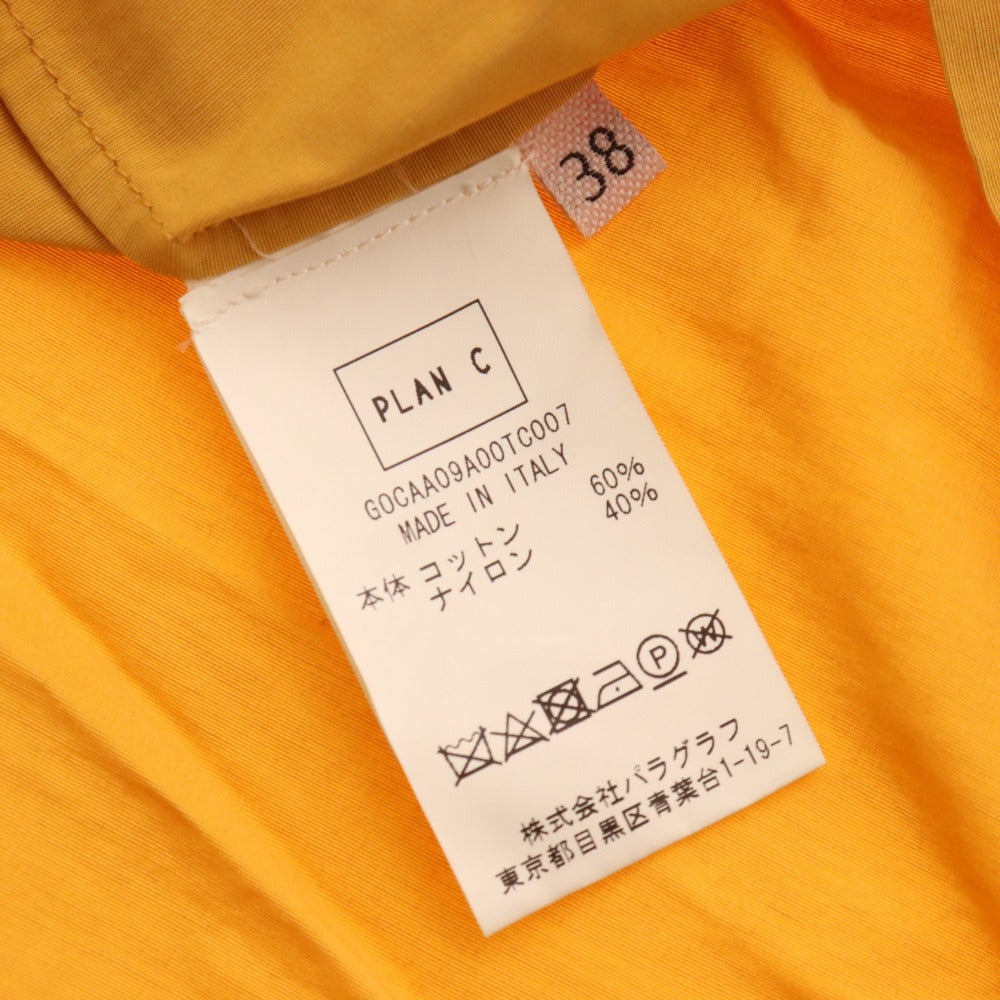 38
PLAN C
GOCAA09A00TC007
MADE IN ITALY
本体 コットン 60%
ナイロン 40%
P W
株式会社パラグラフ
東京都目黒区青葉台1-19-7